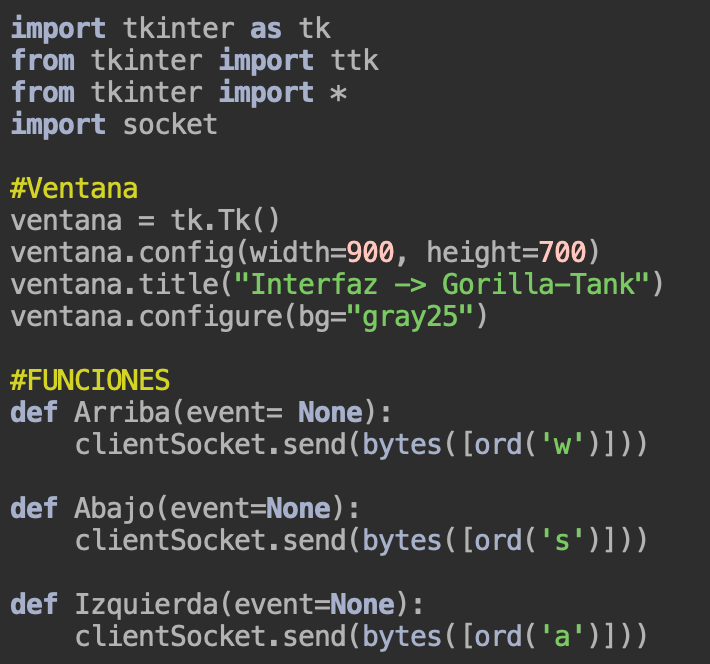 import tkinter as tk
from tkinter import ttk
from tkinter import *
import socket
#Ventana
ventana = tk.Tk()
ventana.config(width=900, height=700)
ventana.title("Interfaz -> Gorilla-Tank")
ventana.configure(bg="gray25")
#FUNCIONES
def Arriba(event= None):
    clientSocket.send(bytes([ord('w')]))
def Abajo(event=None):
    clientSocket.send(bytes([ord('s')]))
def Izquierda(event=None):
    clientSocket.send(bytes([ord('a')]))